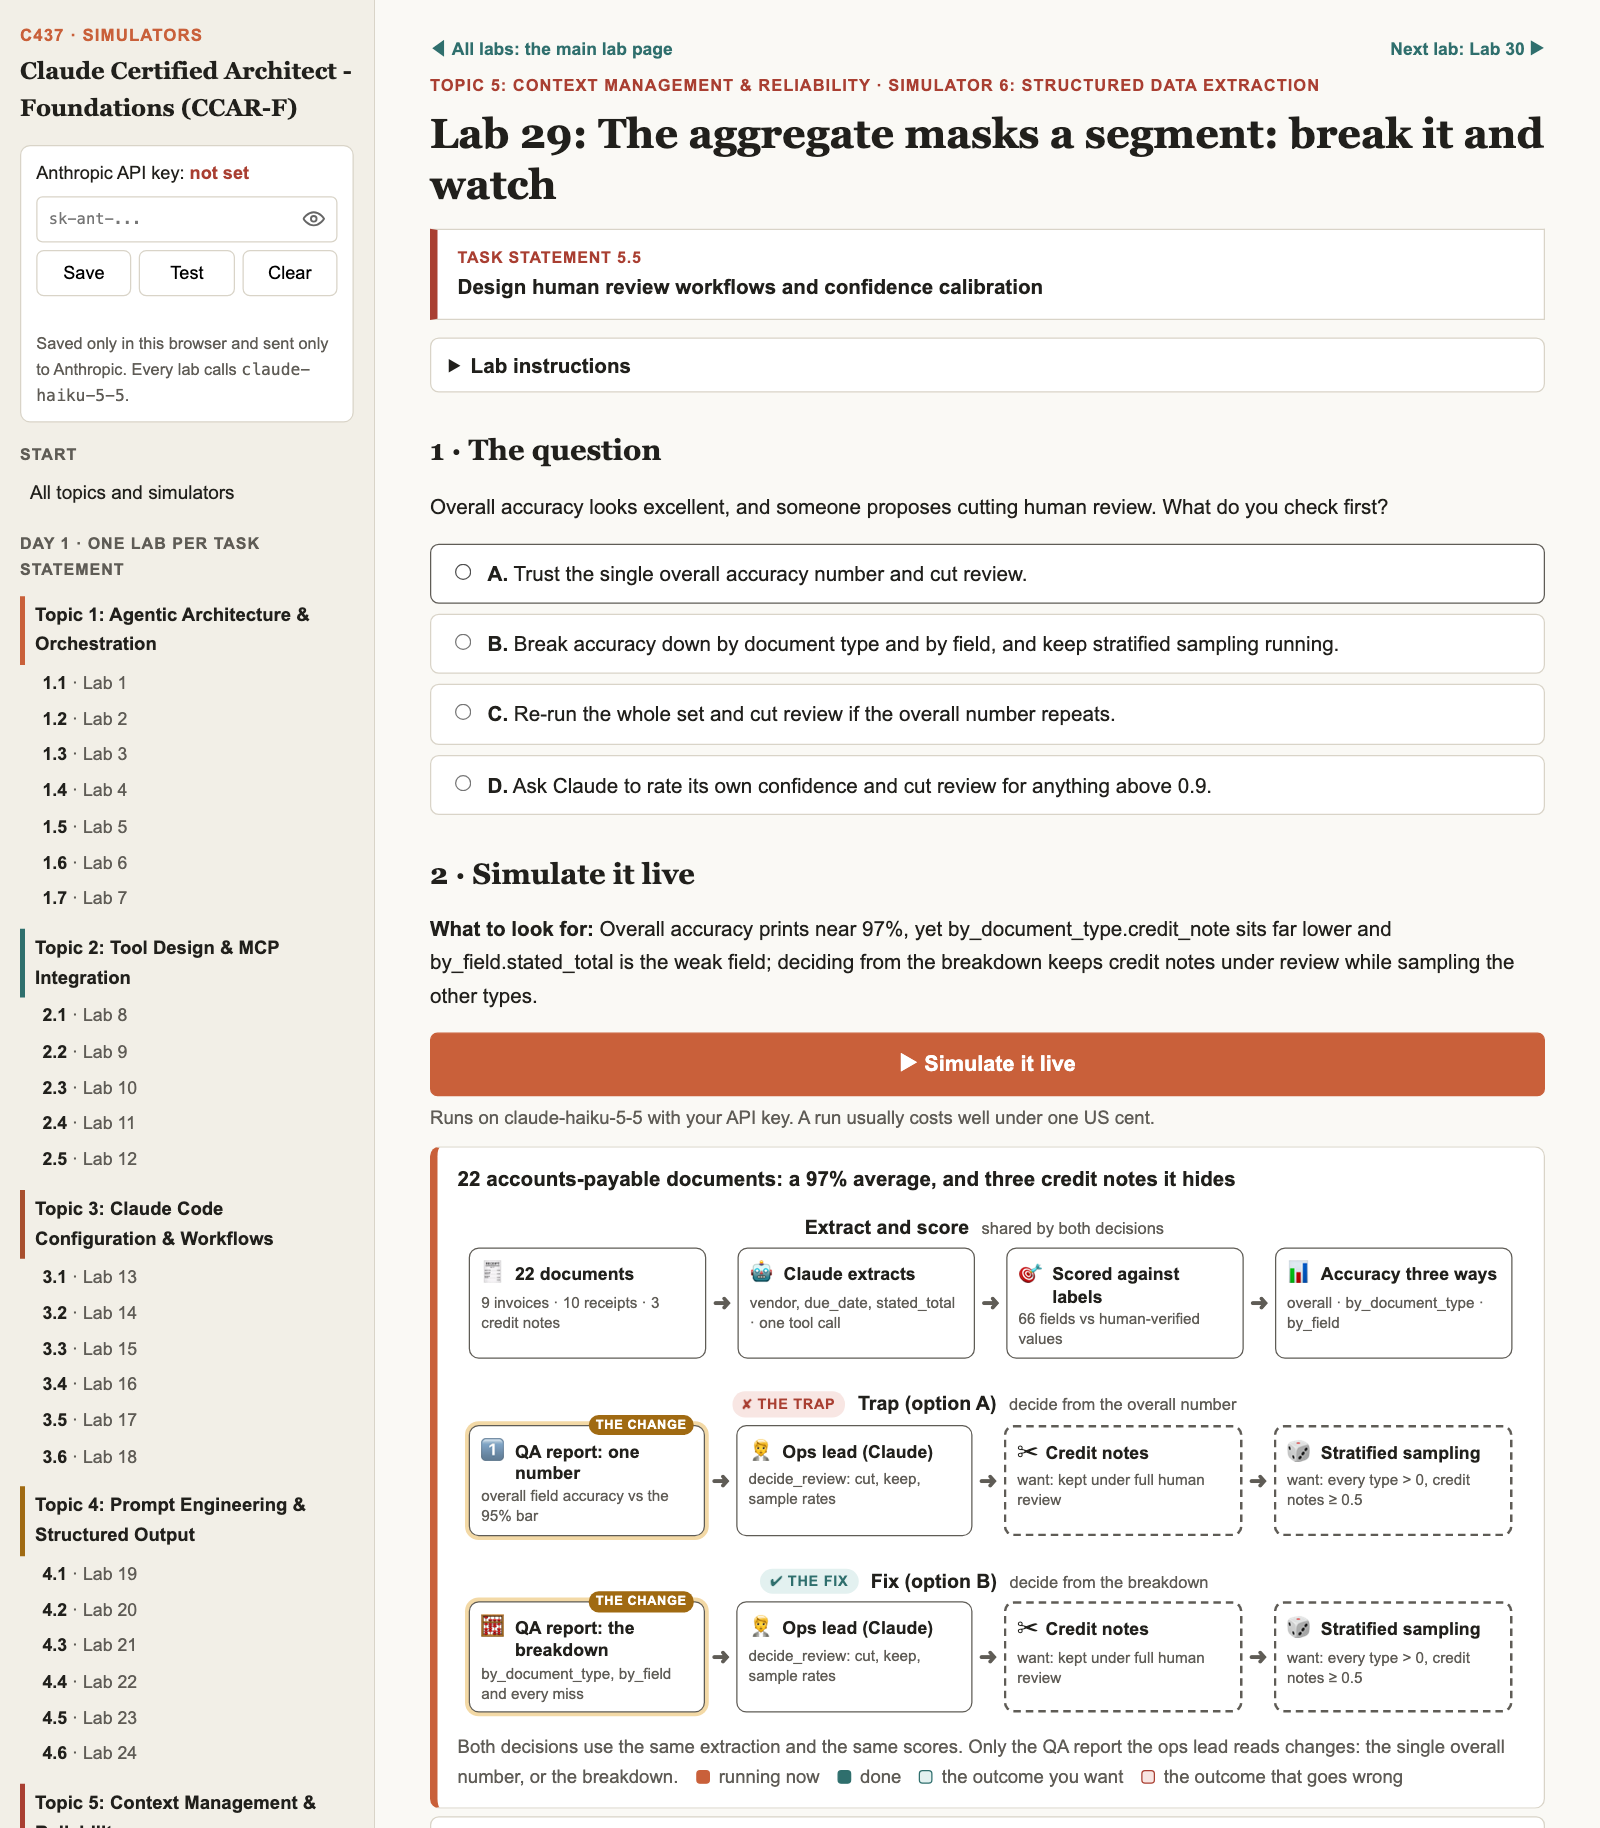 C437 · SIMULATORS
Claude Certified Architect -
Foundations (CCAR-F)
Anthropic API key: not set
sk-ant-...
Save
Test
Clear
Saved only in this browser and sent only
to Anthropic. Every lab calls claude-
haiku-5-5.
START
All topics and simulators
DAY 1 · ONE LAB PER TASK
STATEMENT
Topic 1: Agentic Architecture &
Orchestration
1.1 · Lab 1
1.2 · Lab 2
1.3 · Lab 3
1.4 · Lab 4
1.5 · Lab 5
1.6 · Lab 6
1.7 · Lab 7
Topic 2: Tool Design & MCP
Integration
2.1 · Lab 8
2.2 · Lab 9
2.3 · Lab 10
2.4 · Lab 11
2.5 · Lab 12
Topic 3: Claude Code
Configuration & Workflows
3.1 · Lab 13
3.2 · Lab 14
3.3 · Lab 15
3.4 · Lab 16
3.5 · Lab 17
3.6 · Lab 18
Topic 4: Prompt Engineering &
Structured Output
4.1 · Lab 19
4.2 · Lab 20
4.3 · Lab 21
4.4 · Lab 22
4.5 · Lab 23
4.6 · Lab 24
Topic 5: Context Management &
◀ All labs: the main lab page
Next lab: Lab 30 ▶
TOPIC 5: CONTEXT MANAGEMENT & RELIABILITY · SIMULATOR 6: STRUCTURED DATA EXTRACTION
Lab 29: The aggregate masks a segment: break it and
watch
TASK STATEMENT 5.5
Design human review workflows and confidence calibration
▶ Lab instructions
1 · The question
Overall accuracy looks excellent, and someone proposes cutting human review. What do you check first?
A. Trust the single overall accuracy number and cut review.
B. Break accuracy down by document type and by field, and keep stratified sampling running.
C. Re-run the whole set and cut review if the overall number repeats.
D. Ask Claude to rate its own confidence and cut review for anything above 0.9.
2 · Simulate it live
What to look for: Overall accuracy prints near 97%, yet by_document_type.credit_note sits far lower and
by_field.stated_total is the weak field; deciding from the breakdown keeps credit notes under review while sampling the
other types.
▶ Simulate it live
Runs on claude-haiku-5-5 with your API key. A run usually costs well under one US cent.
22 accounts-payable documents: a 97% average, and three credit notes it hides
Extract and score shared by both decisions
22 documents
9 invoices · 10 receipts · 3
credit notes
➜
Claude extracts
vendor, due_date, stated_total
· one tool call
➜
Scored against
labels
66 fields vs human-verified
values
➜
Accuracy three ways
overall · by_document_type ·
by_field
✘ THE TRAP Trap (option A) decide from the overall number
THE CHANGE
1 QA report: one
number
overall field accuracy vs the
95% bar
➜
Ops lead (Claude)
decide_review: cut, keep,
sample rates
➜
Credit notes
want: kept under full human
review
➜
Stratified sampling
want: every type > 0, credit
notes ≥ 0.5
✔ THE FIX Fix (option B) decide from the breakdown
THE CHANGE
QA report: the
breakdown
by_document_type, by_field
and every miss
➜
Ops lead (Claude)
decide_review: cut, keep,
sample rates
➜
Credit notes
want: kept under full human
review
➜
Stratified sampling
want: every type > 0, credit
notes ≥ 0.5
Both decisions use the same extraction and the same scores. Only the QA report the ops lead reads changes: the single overall
number, or the breakdown. running now done the outcome you want the outcome that goes wrong